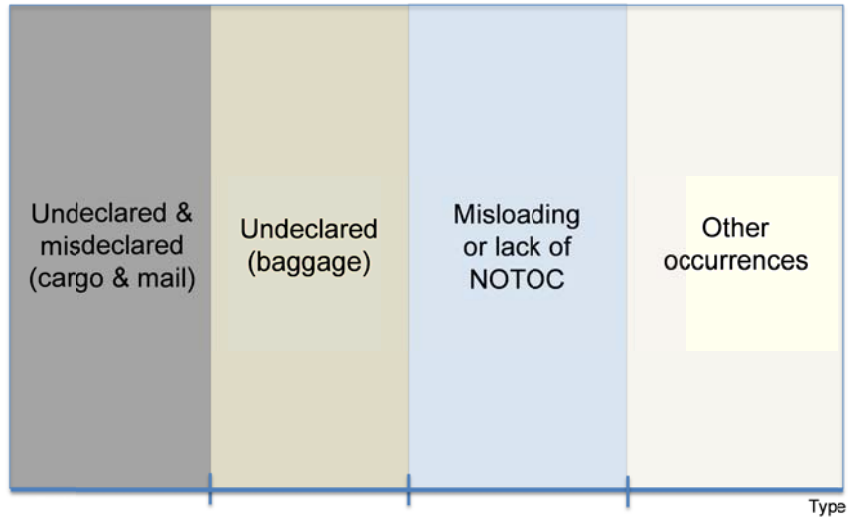 Undeclared &
misdeclared
(cargo & mail)
Undeclared
(baggage)
Misloading
or lack of
NOTOC
Other
occurrences
Type